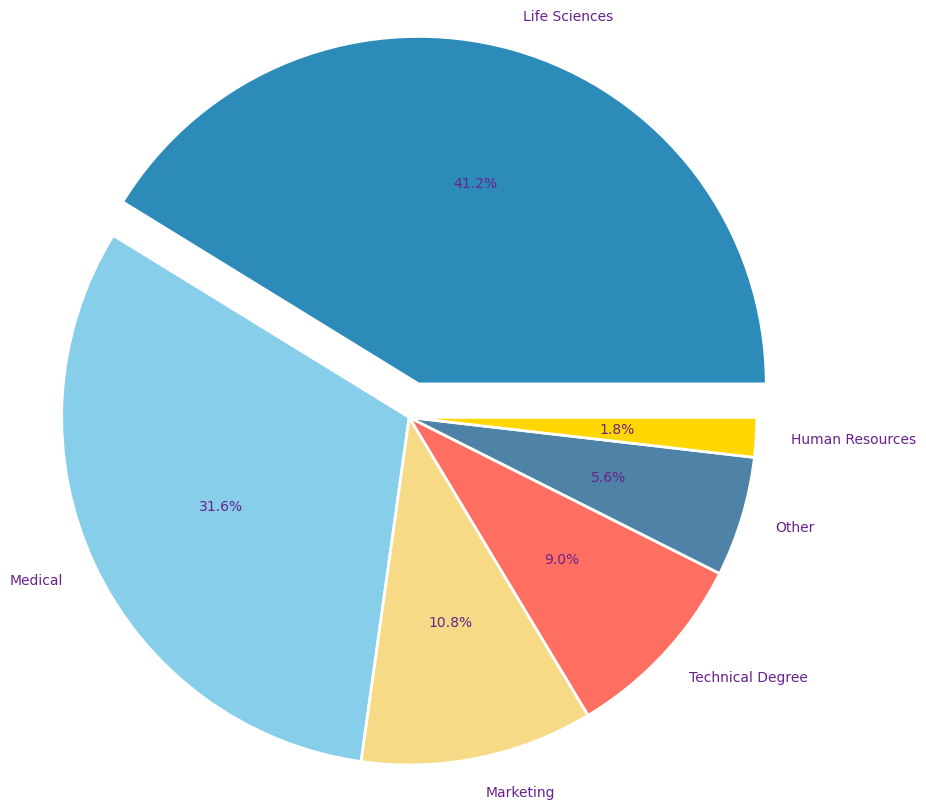 Life Sciences
41.2%
1.8%
Human Resources
5.6%
31.6%
Other
9.0%
Medical
10.8%
Technical Degree
Marketing